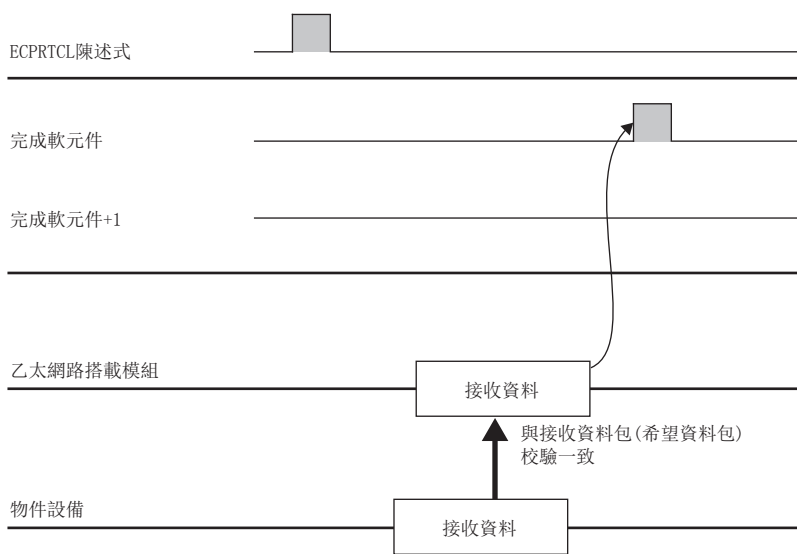 ECPRTCL陳述式
完成軟元件
完成軟元件+1
乙太網路搭載模組
接收資料
與接收資料包(希望資料包)
校驗一致
物件設備
接收資料